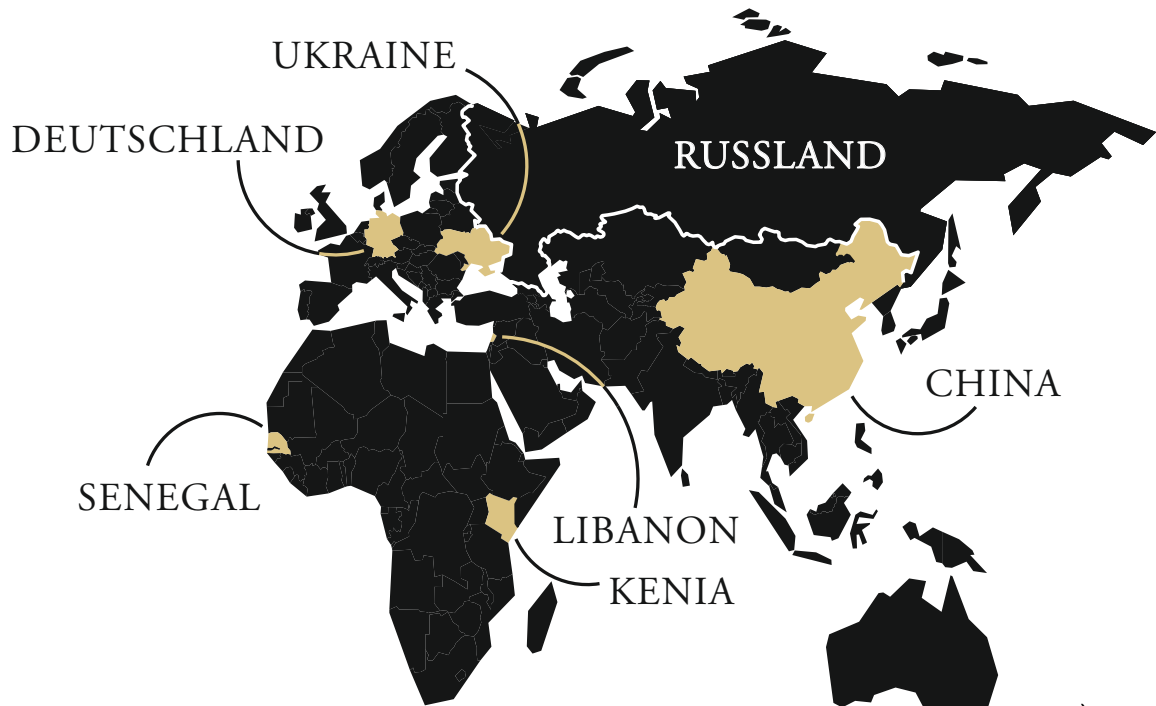 UKRAINE
DEUTSCHLAND
RUSSLAND
CHINA
SENEGAL
LIBANON
KENIA